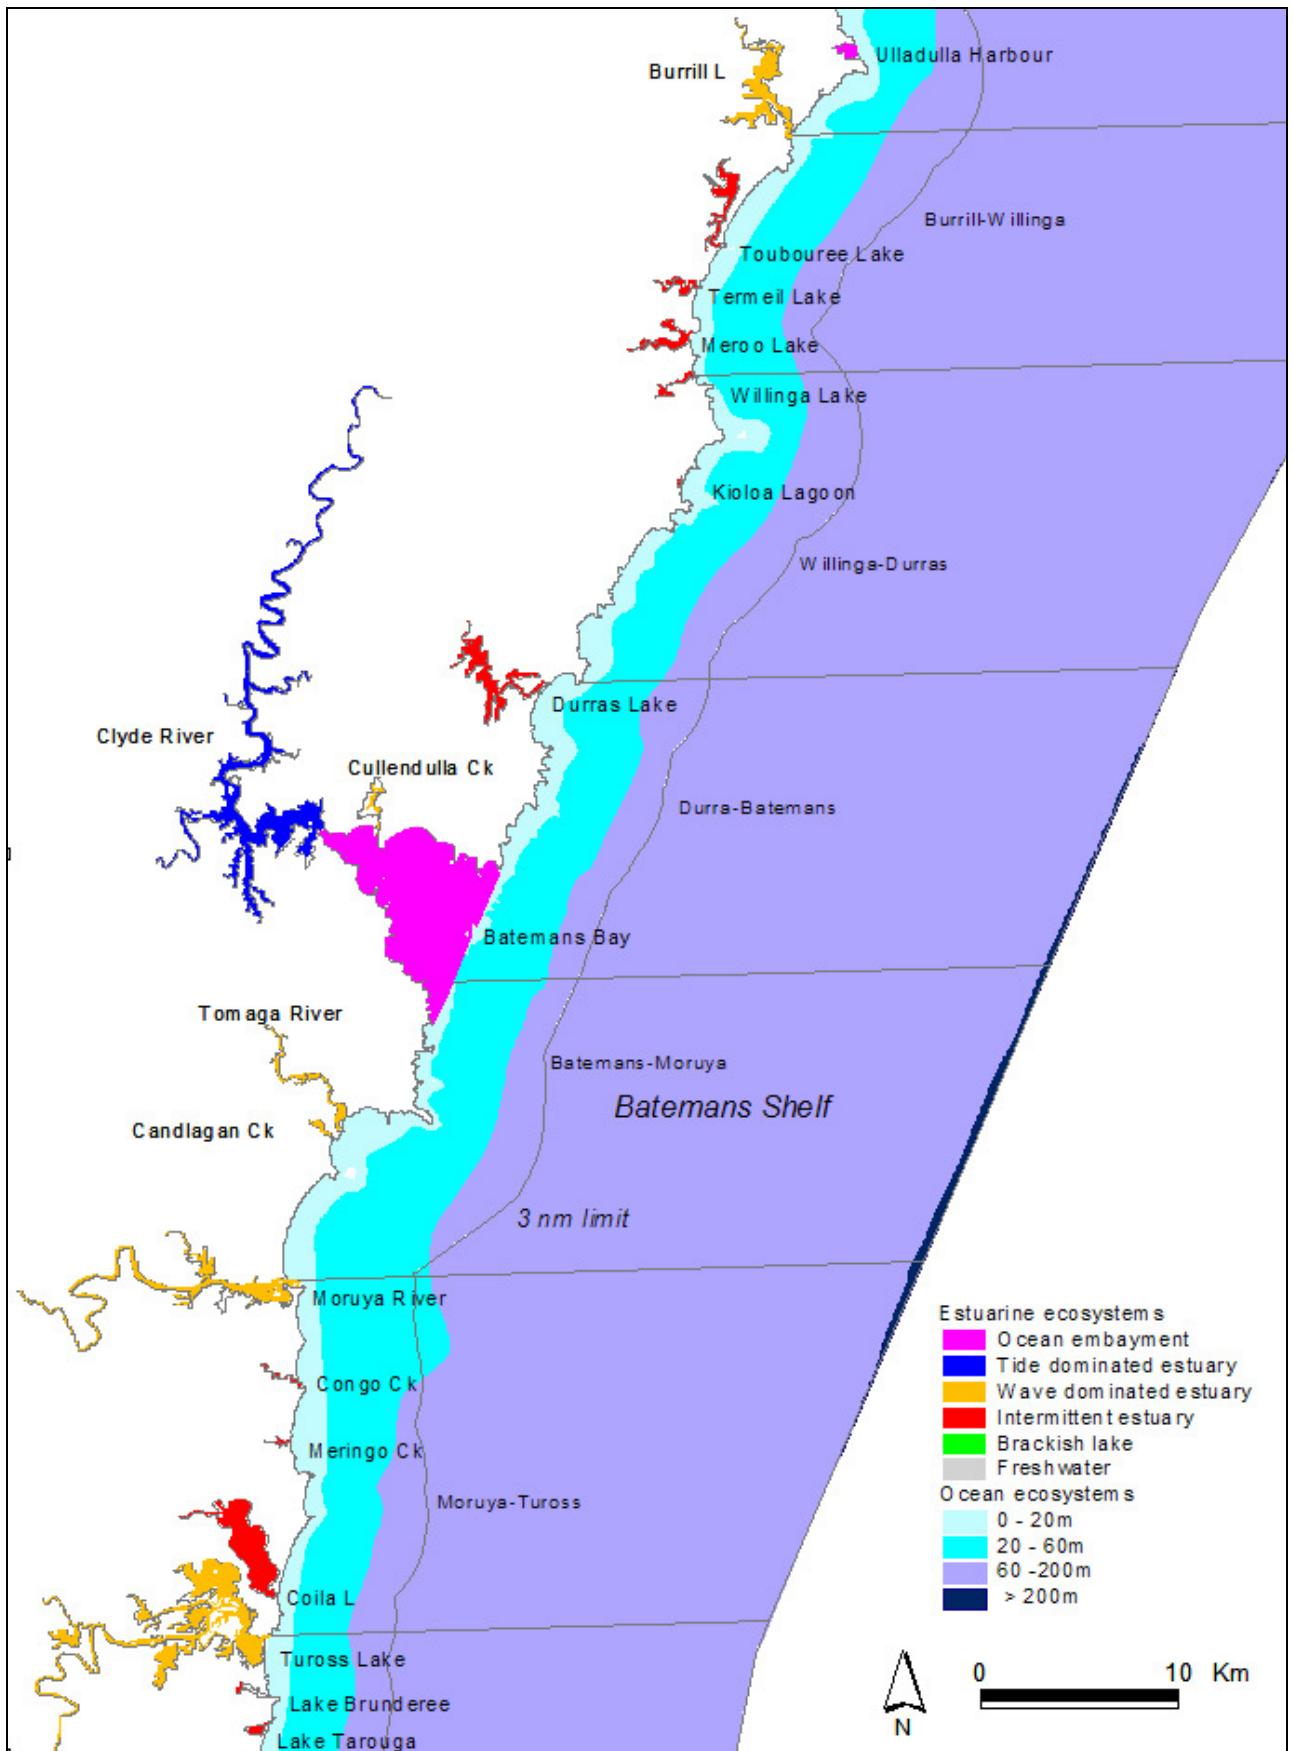 Ulladulla Harbour
Burrill L
Burrill-Willinga
Toubouree Lake
Termeil Lake
Meroo Lake
Willinga Lake
Kioloa Lagoon
Willinga-Durras
Durras Lake
Clyde River
Cullendulla Ck
Durra-Batemans
Batemans Bay
Tomaga River
Batemans-Moruya
Batemans Shelf
Candlagan Ck
3 nm limit
Moruya River
Congo Ck
Meringo Ck
Moruya-Tuross
Coila L
Tuross Lake
Lake Brunderee
Lake Tarouga
Estuarine ecosystems
Ocean embayment
Tide dominated estuary
Wave dominated estuary
Intermittent estuary
Brackish lake
Freshwater
Ocean ecosystems
0 - 20m
20 - 60m
60 -200m
> 200m
0 10 Km
N